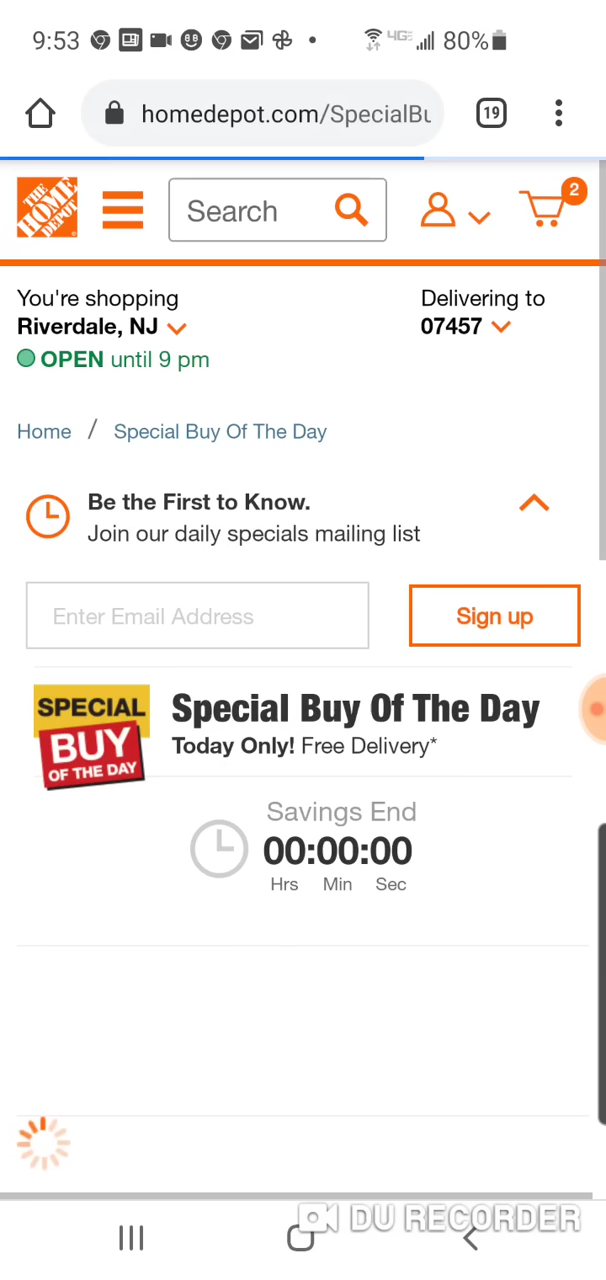 9:53 4GE 80%
homedepot.com/SpecialBu 19
THE HOME DEPOT Search 2
You're shopping Delivering to
Riverdale, NJ 07457
OPEN until 9 pm
Home / Special Buy Of The Day
Be the First to Know.
Join our daily specials mailing list
Enter Email Address Sign up
SPECIAL BUY OF THE DAY
Special Buy Of The Day
Today Only! Free Delivery*
Savings End
00:00:00
Hrs Min Sec
DU RECORDER